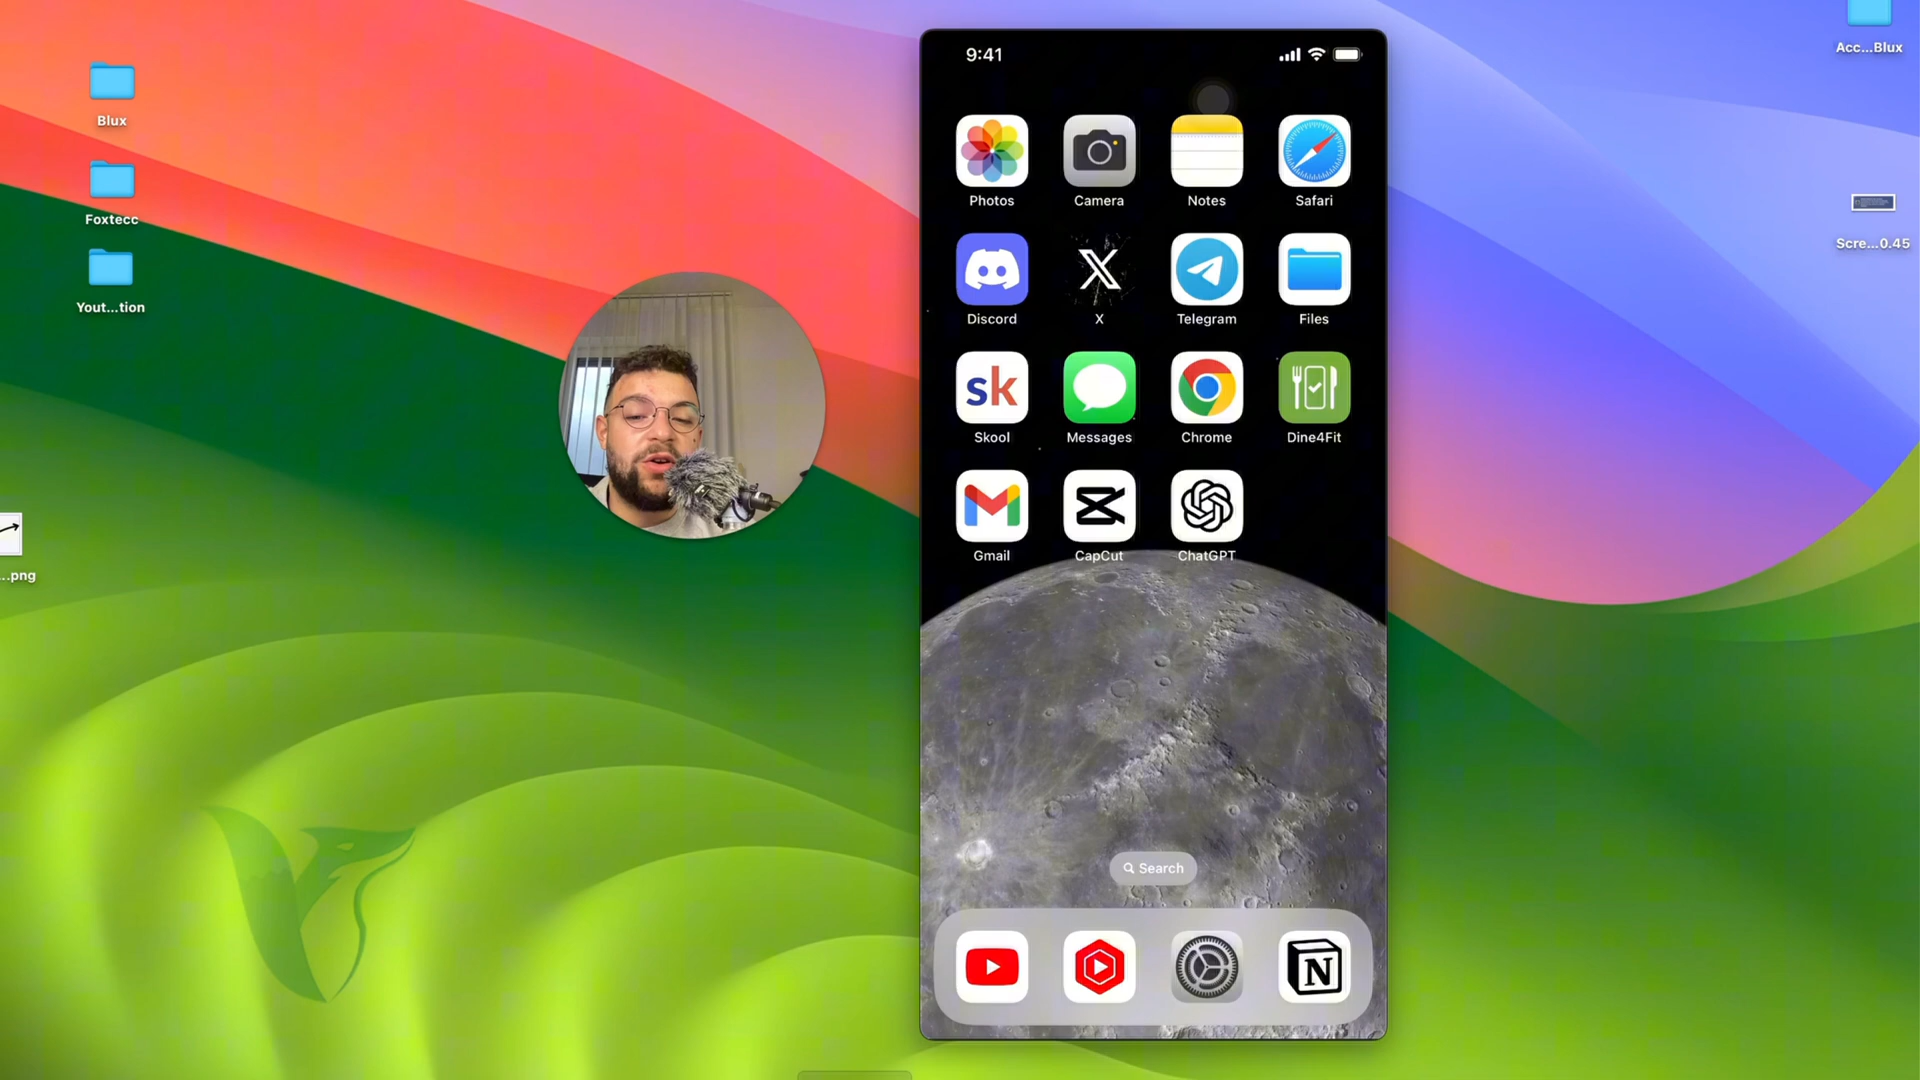 Acc...Blux
Blux
Foxtecc
Yout...tion
...png
Scre...0.45
9:41
Photos
Camera
Notes
Safari
Discord
X
Telegram
Files
sk
Skool
Messages
Chrome
Dine4Fit
Gmail
CapCut
ChatGPT
Search
N